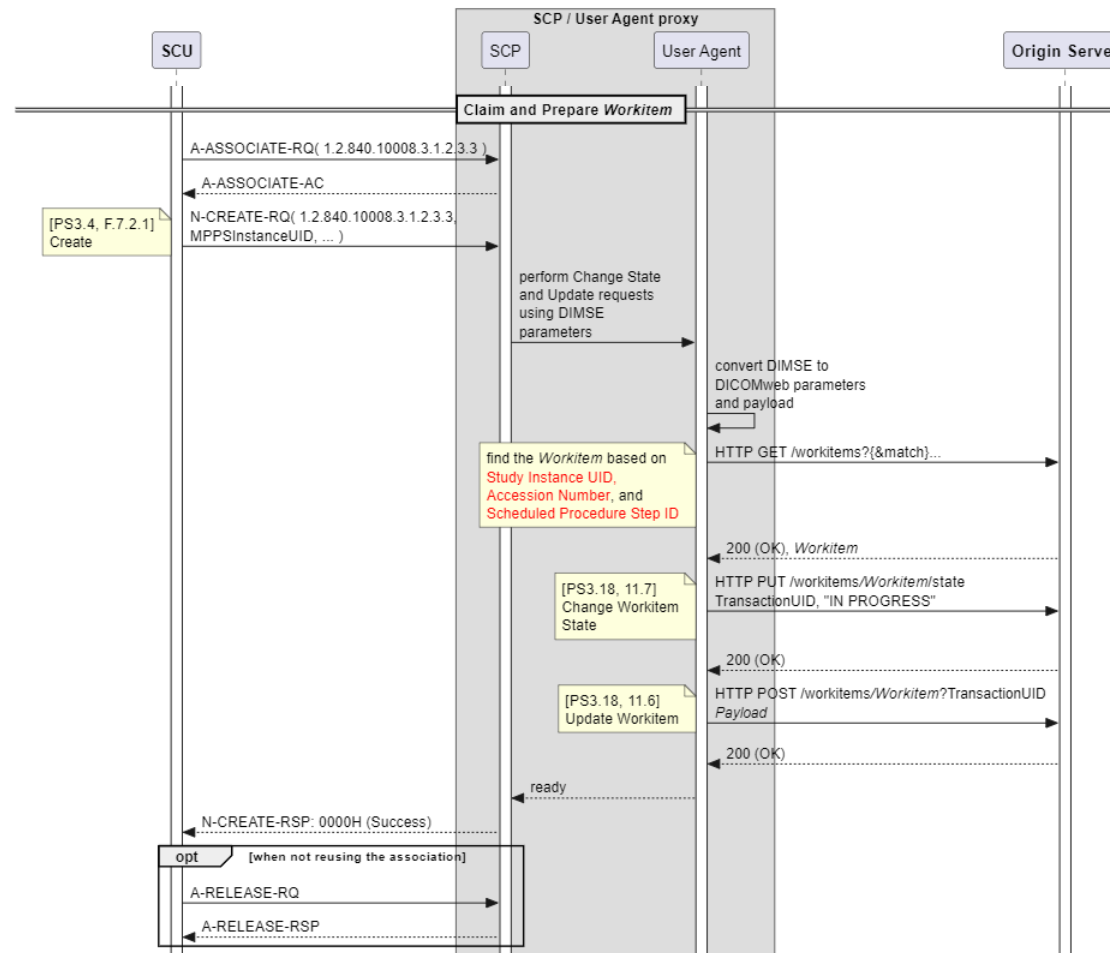 SCP / User Agent proxy
SCU
SCP
User Agent
Origin Serve
Claim and Prepare Workitem
A-ASSOCIATE-RQ( 1.2.840.10008.3.1.2.3.3 )
A-ASSOCIATE-AC
[PS3.4, F.7.2.1]
Create
N-CREATE-RQ( 1.2.840.10008.3.1.2.3.3,
MPPSInstanceUID, ... )
perform Change State
and Update requests
using DIMSE
parameters
convert DIMSE to
DICOMweb parameters
and payload
find the Workitem based on
Study Instance UID,
Accession Number, and
Scheduled Procedure Step ID
HTTP GET /workitems?{&match}...
200 (OK), Workitem
[PS3.18, 11.7]
Change Workitem
State
HTTP PUT /workitems/Workitem/state
TransactionUID, "IN PROGRESS"
200 (OK)
[PS3.18, 11.6]
Update Workitem
HTTP POST /workitems/Workitem?TransactionUID
Payload
200 (OK)
ready
N-CREATE-RSP: 0000H (Success)
opt
[when not reusing the association]
A-RELEASE-RQ
A-RELEASE-RSP